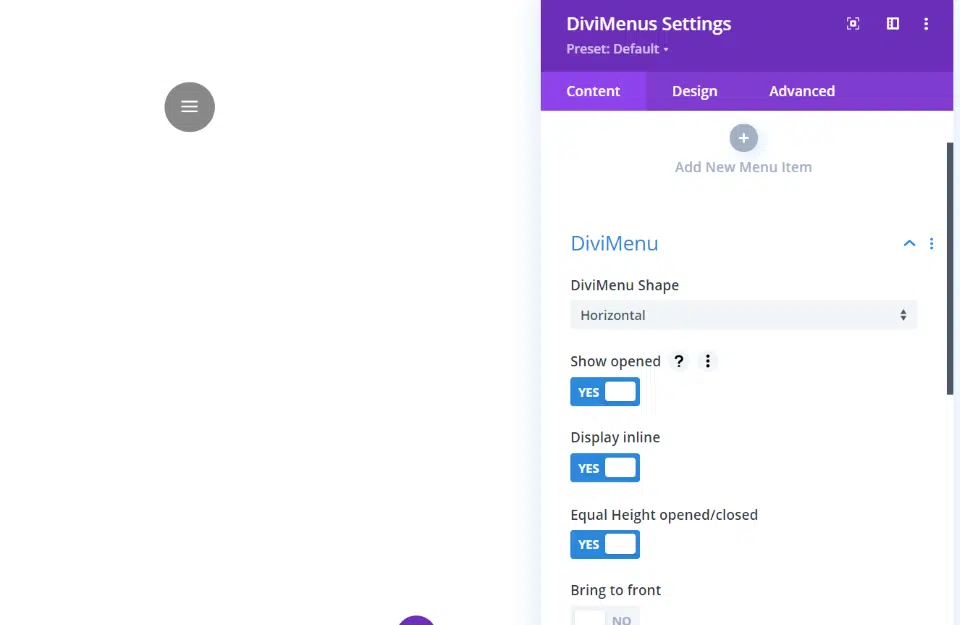 DiviMenus Settings
Preset: Default
Content Design Advanced
+
Add New Menu Item
DiviMenu
DiviMenu Shape
Horizontal
Show opened ?
YES
Display inline
YES
Equal Height opened/closed
YES
Bring to front
NO